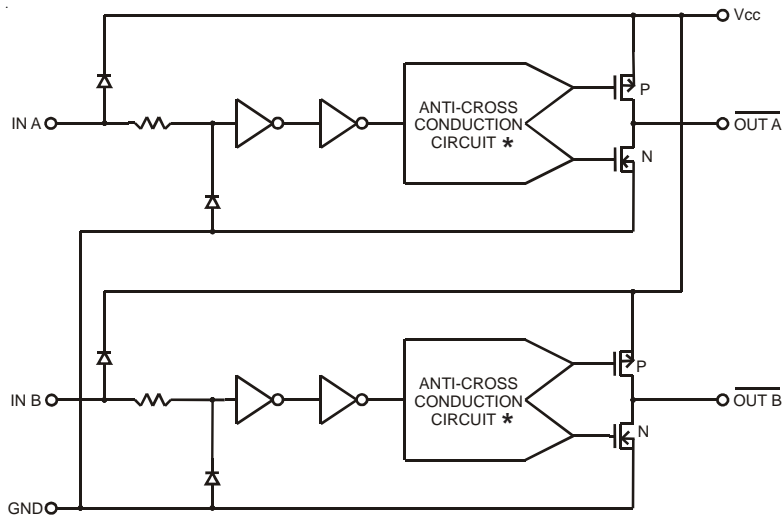 Vcc
ANTI-CROSS
CONDUCTION
CIRCUIT *
P
IN A
OUT A
N
ANTI-CROSS
CONDUCTION
CIRCUIT *
P
IN B
OUT B
N
GND